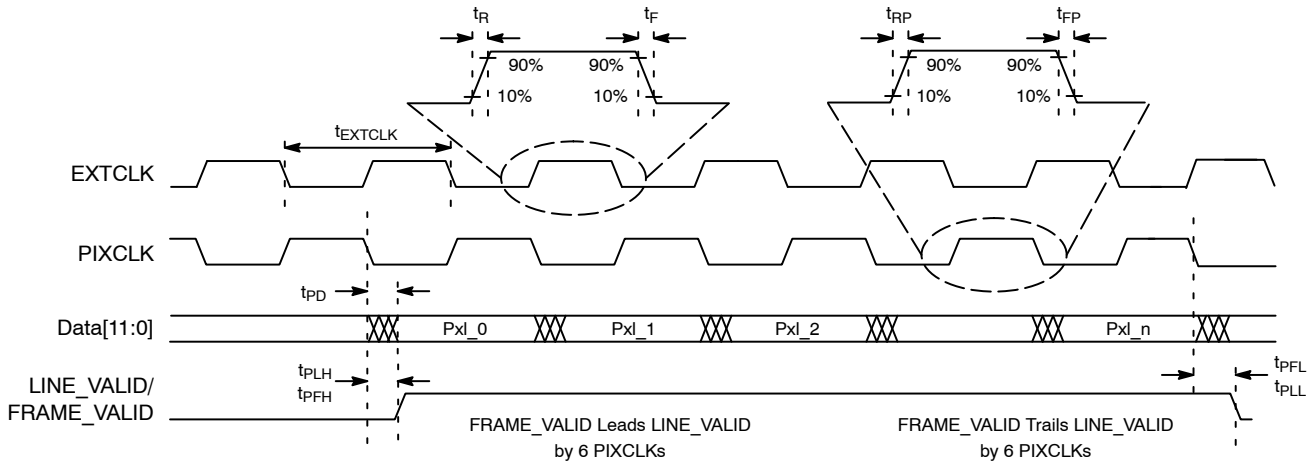 tR
tF
tRP
tFP
90%
90%
90%
90%
10%
10%
10%
10%
tEXTCLK
EXTCLK
PIXCLK
tPD
Data[11:0]
Pxl_0
Pxl_1
Pxl_2
Pxl_n
tPLH
tPFH
tPFL
tPLL
LINE_VALID/
FRAME_VALID
FRAME_VALID Leads LINE_VALID
by 6 PIXCLKs
FRAME_VALID Trails LINE_VALID
by 6 PIXCLKs